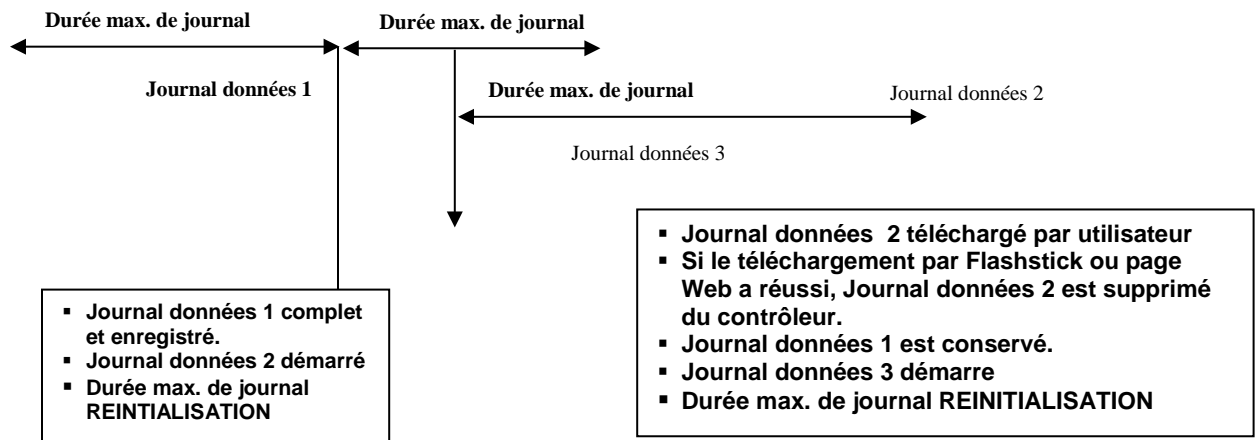 Durée max. de journal
Durée max. de journal
Journal données 1
Durée max. de journal
Journal données 2
Journal données 3
▪ Journal données 1 complet
et enregistré.
▪ Journal données 2 démarré
▪ Durée max. de journal
REINTIALISATION
▪ Journal données 2 téléchargé par utilisateur
▪ Si le téléchargement par Flashstick ou page
Web a réussi, Journal données 2 est supprimé
du contrôleur.
▪ Journal données 1 est conservé.
▪ Journal données 3 démarre
▪ Durée max. de journal REINITIALISATION